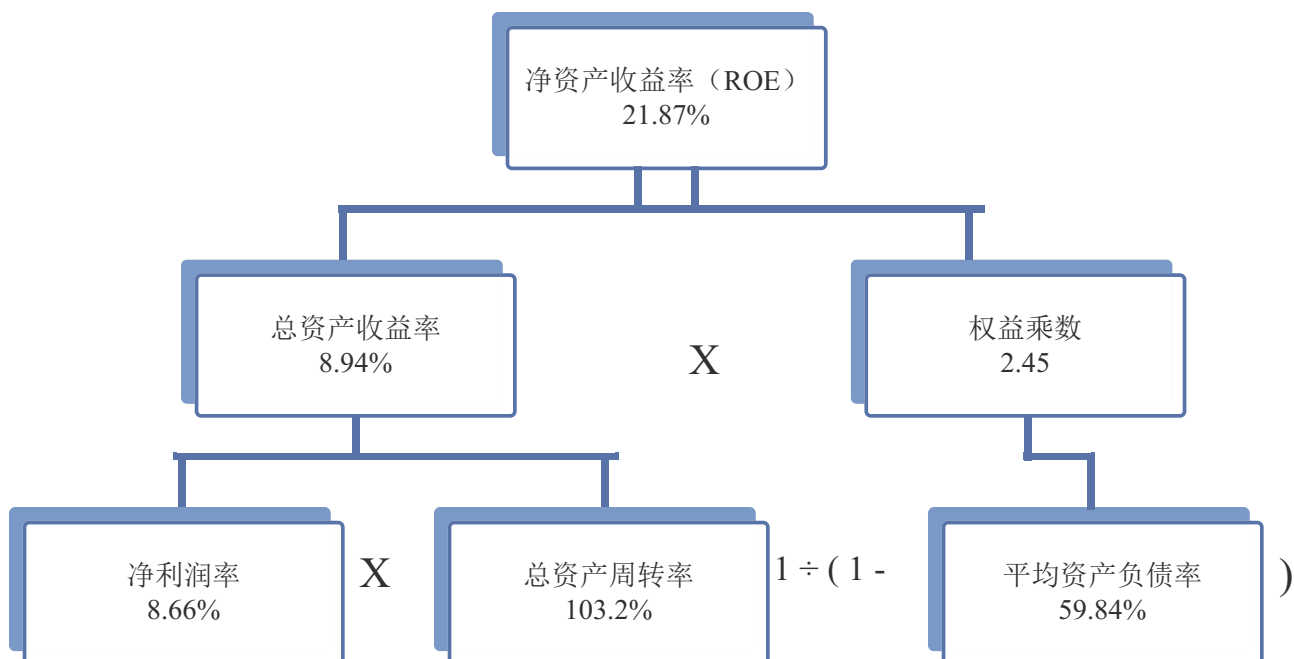 净资产收益率（ROE）
21.87%
总资产收益率
8.94%
X
权益乘数
2.45
净利润率
8.66%
X
总资产周转率
103.2%
1 ÷ ( 1 -
平均资产负债率
59.84%
)